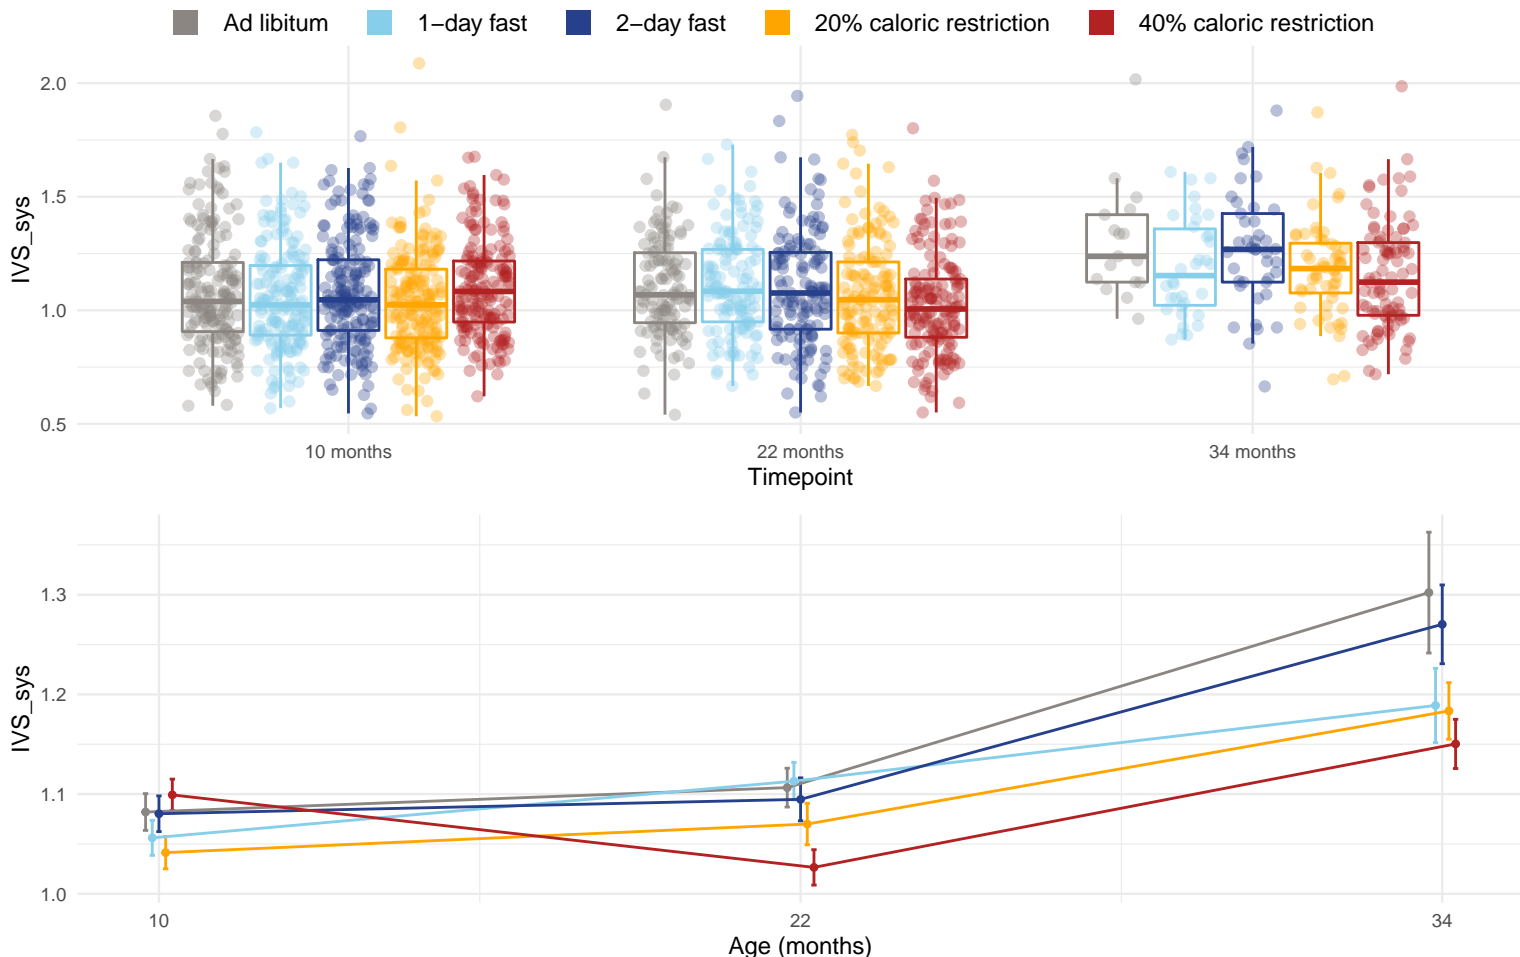 Ad libitum 1−day fast 2−day fast 20% caloric restriction 40% caloric restriction
2.0
1.5
1.0
0.5
IVS_sys
10 months 22 months 34 months
Timepoint
1.3
1.2
1.1
1.0
IVS_sys
10 22 34
Age (months)